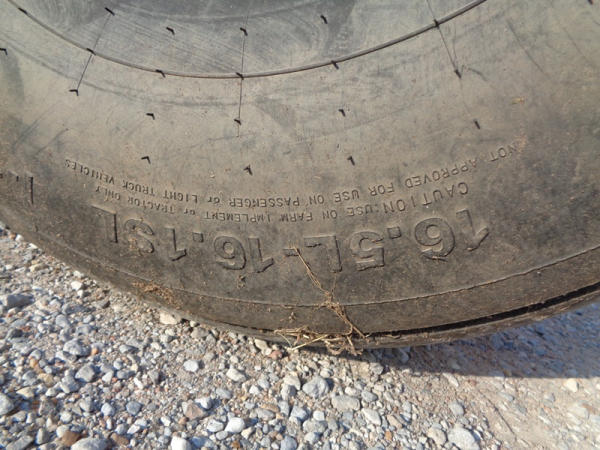 16.5L-16.1SL
CAUTION: USE ON FARM IMPLEMENT or TRACTOR ONLY
NOT APPROVED FOR USE ON PASSENGER or LIGHT TRUCK VEHICLES